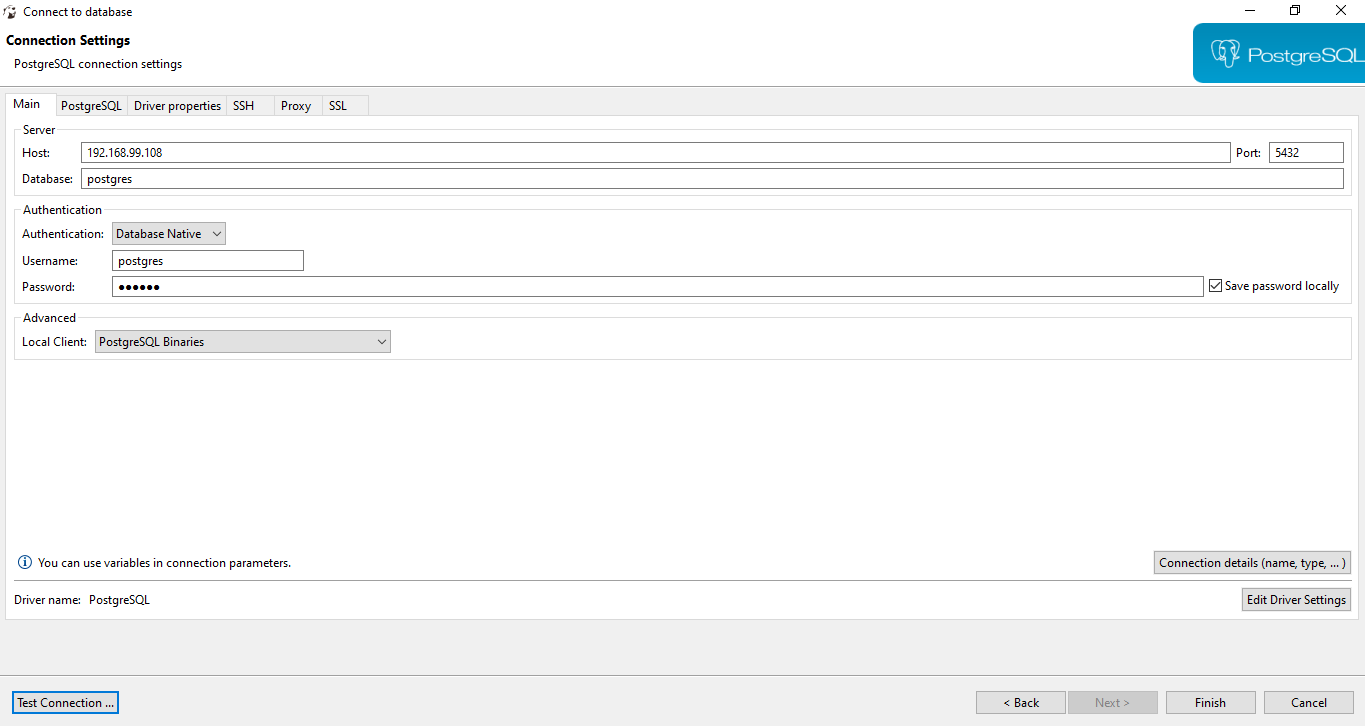 Connect to database
Connection Settings
PostgreSQL connection settings
PostgreSQL
Main PostgreSQL Driver properties SSH Proxy SSL
Server
Host: 192.168.99.108 Port: 5432
Database: postgres
Authentication
Authentication: Database Native
Username: postgres
Password: ●●●●●●  Save password locally
Advanced
Local Client: PostgreSQL Binaries
You can use variables in connection parameters. Connection details (name, type, ... )
Driver name: PostgreSQL Edit Driver Settings
Test Connection ... < Back Next > Finish Cancel